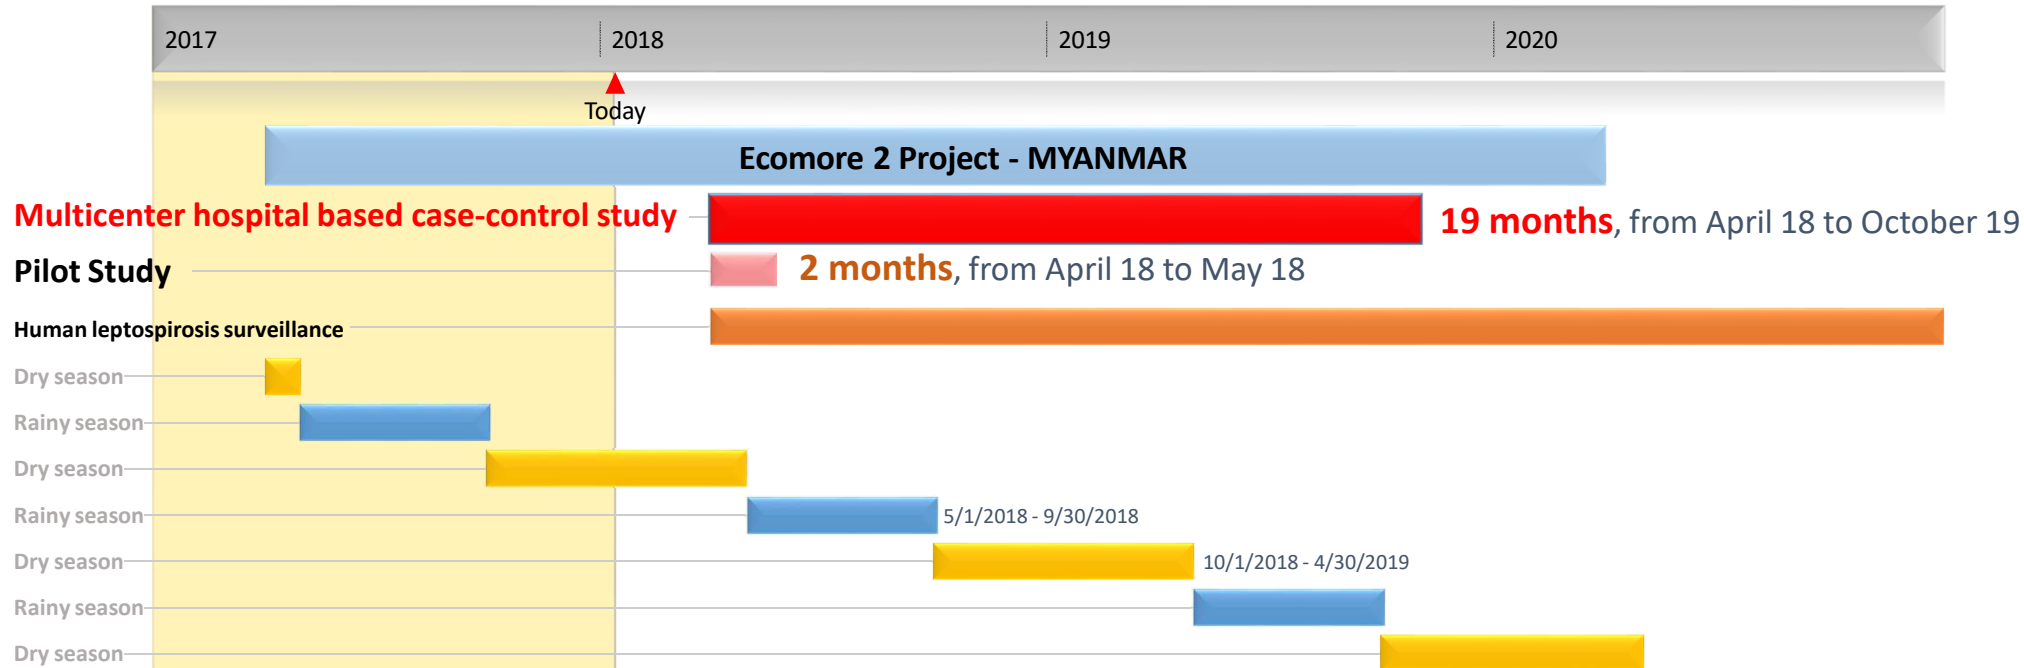 2017 2018 2019 2020
Today
Ecomore 2 Project - MYANMAR
Multicenter hospital based case-control study 19 months, from April 18 to October 19
Pilot Study 2 months, from April 18 to May 18
Human leptospirosis surveillance
Dry season
Rainy season
Dry season
Rainy season 5/1/2018 - 9/30/2018
Dry season 10/1/2018 - 4/30/2019
Rainy season
Dry season